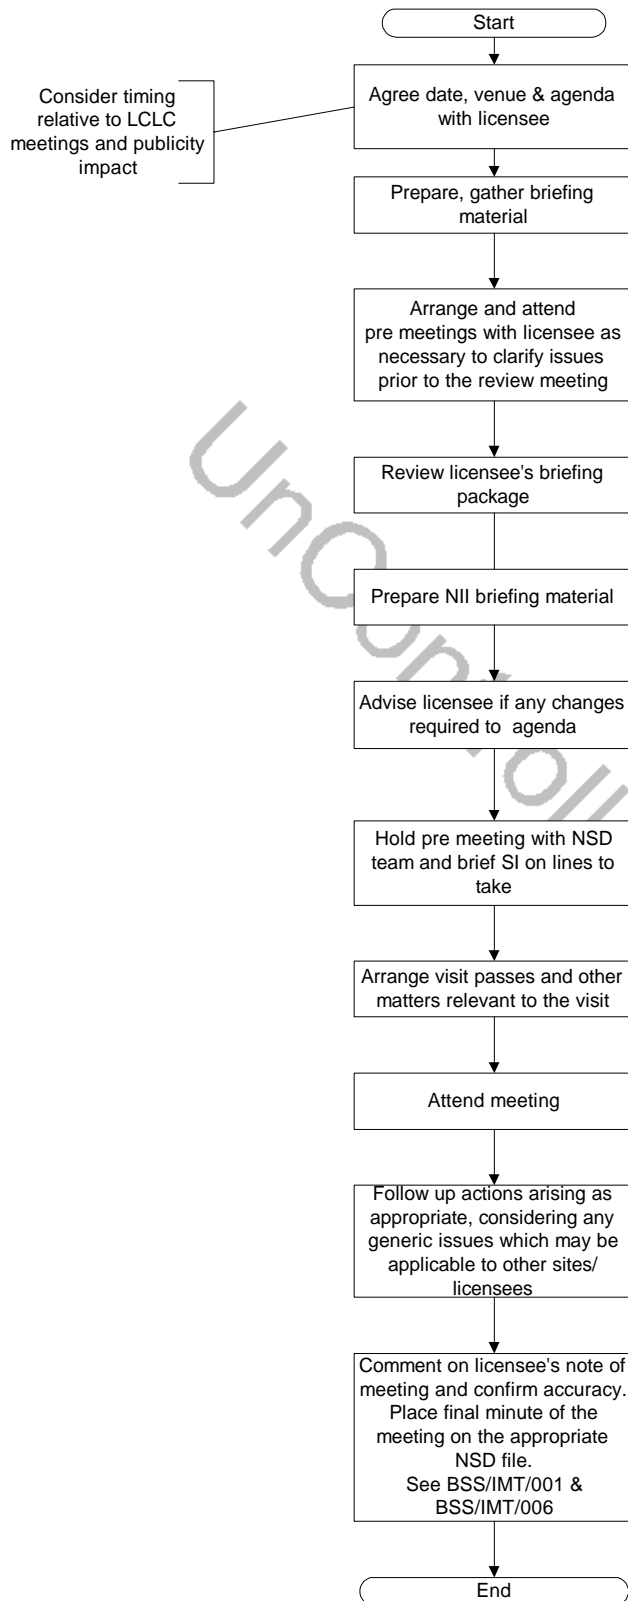 Start
Consider timing
relative to LCLC
meetings and publicity
impact
Agree date, venue & agenda
with licensee
Prepare, gather briefing
material
Arrange and attend
pre meetings with licensee as
necessary to clarify issues
prior to the review meeting
Review licensee's briefing
package
Prepare NII briefing material
Advise licensee if any changes
required to agenda
Hold pre meeting with NSD
team and brief SI on lines to
take
Arrange visit passes and other
matters relevant to the visit
Attend meeting
Follow up actions arising as
appropriate, considering any
generic issues which may be
applicable to other sites/
licensees
Comment on licensee's note of
meeting and confirm accuracy.
Place final minute of the
meeting on the appropriate
NSD file.
See BSS/IMT/001 &
BSS/IMT/006
End
UnControll